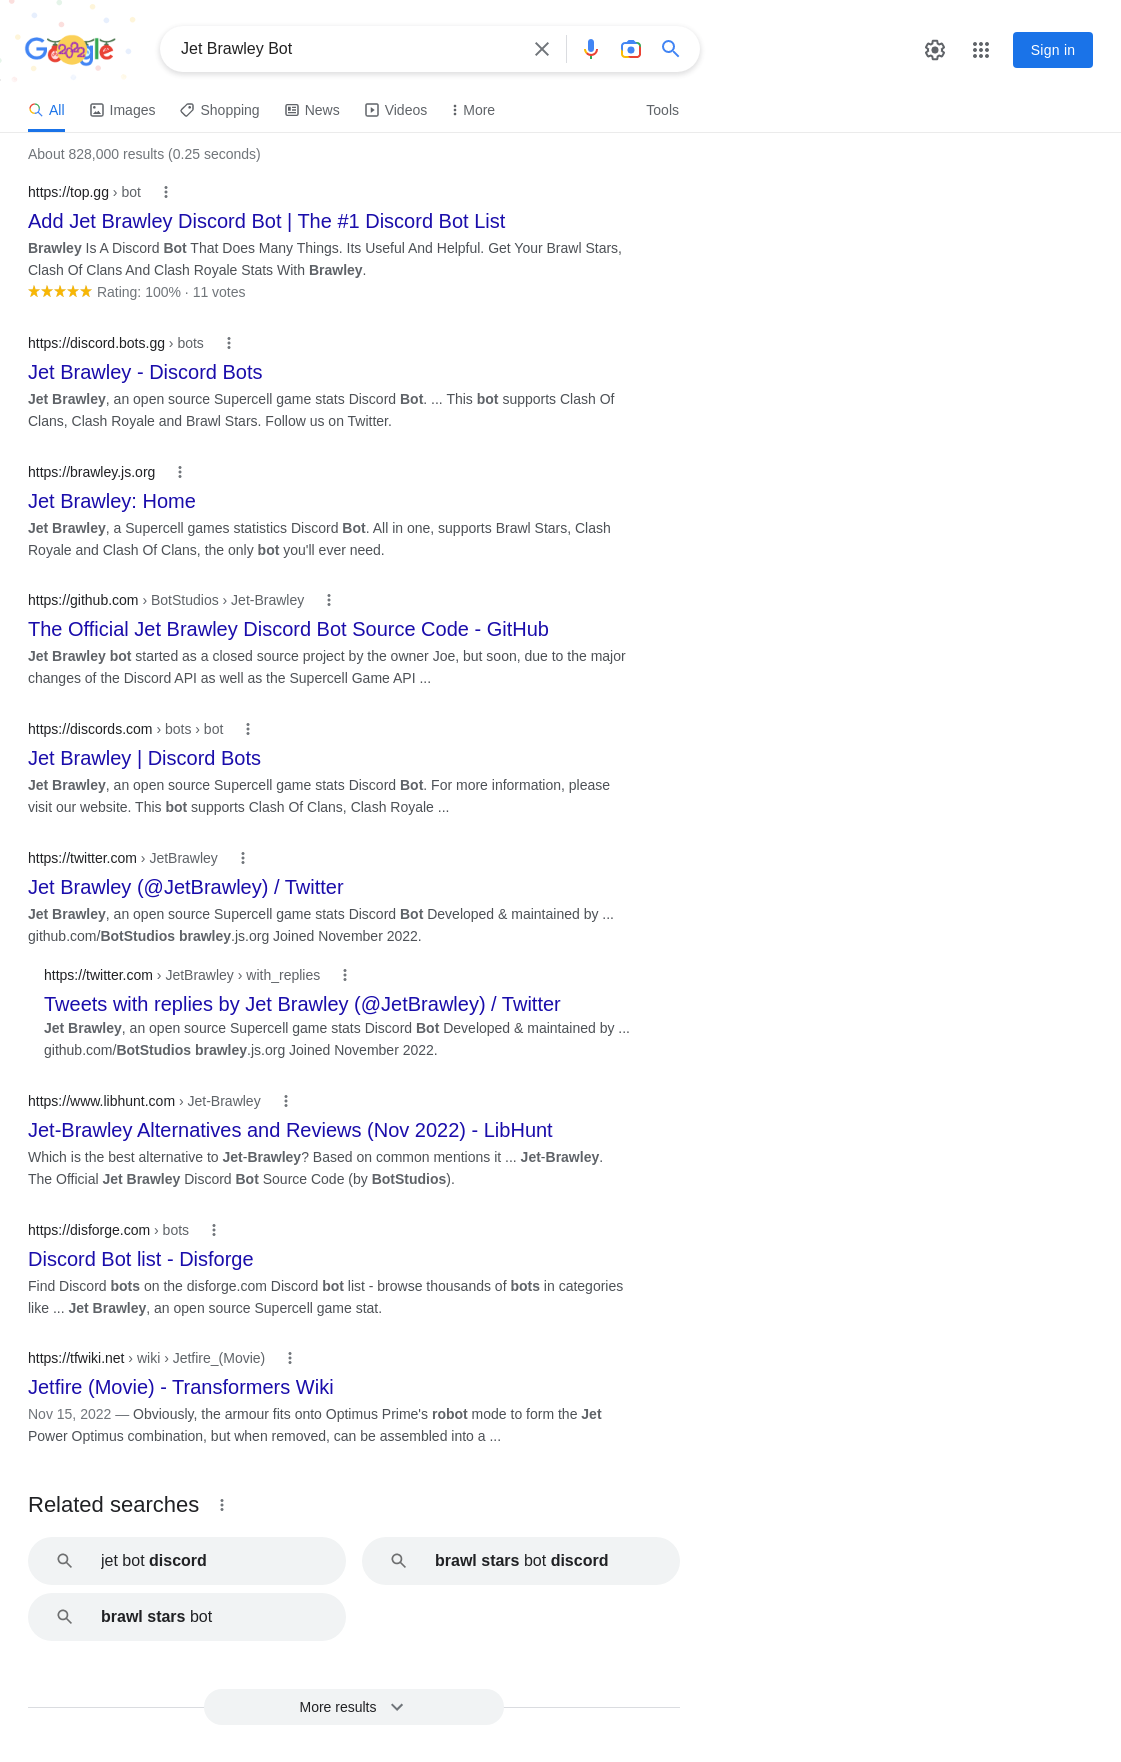 Google
Jet Brawley Bot
Sign in
All Images Shopping News Videos More Tools
About 828,000 results (0.25 seconds)
https://top.gg › bot
Add Jet Brawley Discord Bot | The #1 Discord Bot List
Brawley Is A Discord Bot That Does Many Things. Its Useful And Helpful. Get Your Brawl Stars,
Clash Of Clans And Clash Royale Stats With Brawley.
Rating: 100% · 11 votes
https://discord.bots.gg › bots
Jet Brawley - Discord Bots
Jet Brawley, an open source Supercell game stats Discord Bot. ... This bot supports Clash Of
Clans, Clash Royale and Brawl Stars. Follow us on Twitter.
https://brawley.js.org
Jet Brawley: Home
Jet Brawley, a Supercell games statistics Discord Bot. All in one, supports Brawl Stars, Clash
Royale and Clash Of Clans, the only bot you'll ever need.
https://github.com › BotStudios › Jet-Brawley
The Official Jet Brawley Discord Bot Source Code - GitHub
Jet Brawley bot started as a closed source project by the owner Joe, but soon, due to the major
changes of the Discord API as well as the Supercell Game API ...
https://discords.com › bots › bot
Jet Brawley | Discord Bots
Jet Brawley, an open source Supercell game stats Discord Bot. For more information, please
visit our website. This bot supports Clash Of Clans, Clash Royale ...
https://twitter.com › JetBrawley
Jet Brawley (@JetBrawley) / Twitter
Jet Brawley, an open source Supercell game stats Discord Bot Developed & maintained by ...
github.com/BotStudios brawley.js.org Joined November 2022.
https://twitter.com › JetBrawley › with_replies
Tweets with replies by Jet Brawley (@JetBrawley) / Twitter
Jet Brawley, an open source Supercell game stats Discord Bot Developed & maintained by ...
github.com/BotStudios brawley.js.org Joined November 2022.
https://www.libhunt.com › Jet-Brawley
Jet-Brawley Alternatives and Reviews (Nov 2022) - LibHunt
Which is the best alternative to Jet-Brawley? Based on common mentions it ... Jet-Brawley.
The Official Jet Brawley Discord Bot Source Code (by BotStudios).
https://disforge.com › bots
Discord Bot list - Disforge
Find Discord bots on the disforge.com Discord bot list - browse thousands of bots in categories
like ... Jet Brawley, an open source Supercell game stat.
https://tfwiki.net › wiki › Jetfire_(Movie)
Jetfire (Movie) - Transformers Wiki
Nov 15, 2022 — Obviously, the armour fits onto Optimus Prime's robot mode to form the Jet
Power Optimus combination, but when removed, can be assembled into a ...
Related searches
jet bot discord
brawl stars bot discord
brawl stars bot
More results